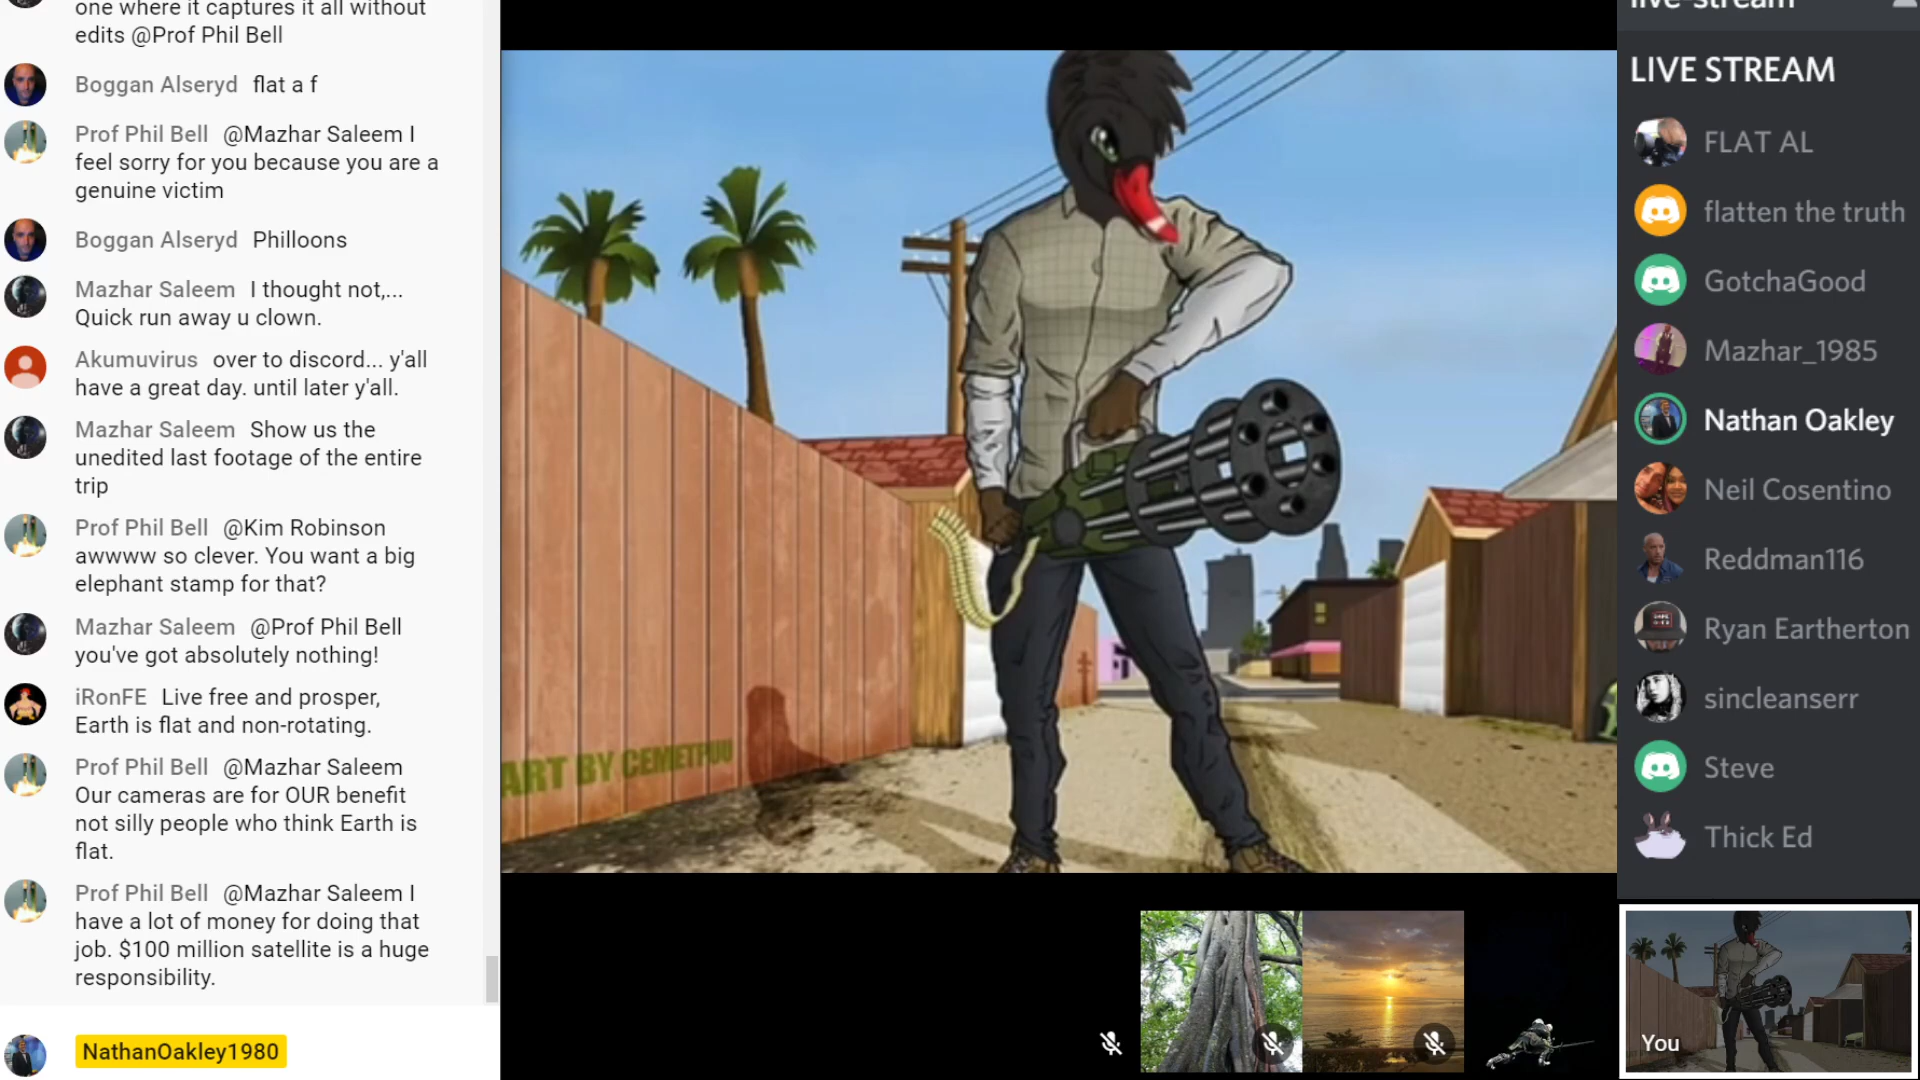 one where it captures it all without
edits @Prof Phil Bell
Boggan Alseryd flat a f
Prof Phil Bell @Mazhar Saleem I
feel sorry for you because you are a
genuine victim
Boggan Alseryd Philloons
Mazhar Saleem I thought not,...
Quick run away u clown.
Akumuvirus over to discord... y'all
have a great day. until later y'all.
Mazhar Saleem Show us the
unedited last footage of the entire
trip
Prof Phil Bell @Kim Robinson
awwww so clever. You want a big
elephant stamp for that?
Mazhar Saleem @Prof Phil Bell
you've got absolutely nothing!
iRonFE Live free and prosper,
Earth is flat and non-rotating.
Prof Phil Bell @Mazhar Saleem
Our cameras are for OUR benefit
not silly people who think Earth is
flat.
Prof Phil Bell @Mazhar Saleem I
have a lot of money for doing that
job. $100 million satellite is a huge
responsibility.
NathanOakley1980
ART BY CEMETFUU
live-stream
LIVE STREAM
FLAT AL
flatten the truth
GotchaGood
Mazhar_1985
Nathan Oakley
Neil Cosentino
Reddman116
Ryan Eartherton
sincleanserr
Steve
Thick Ed
You